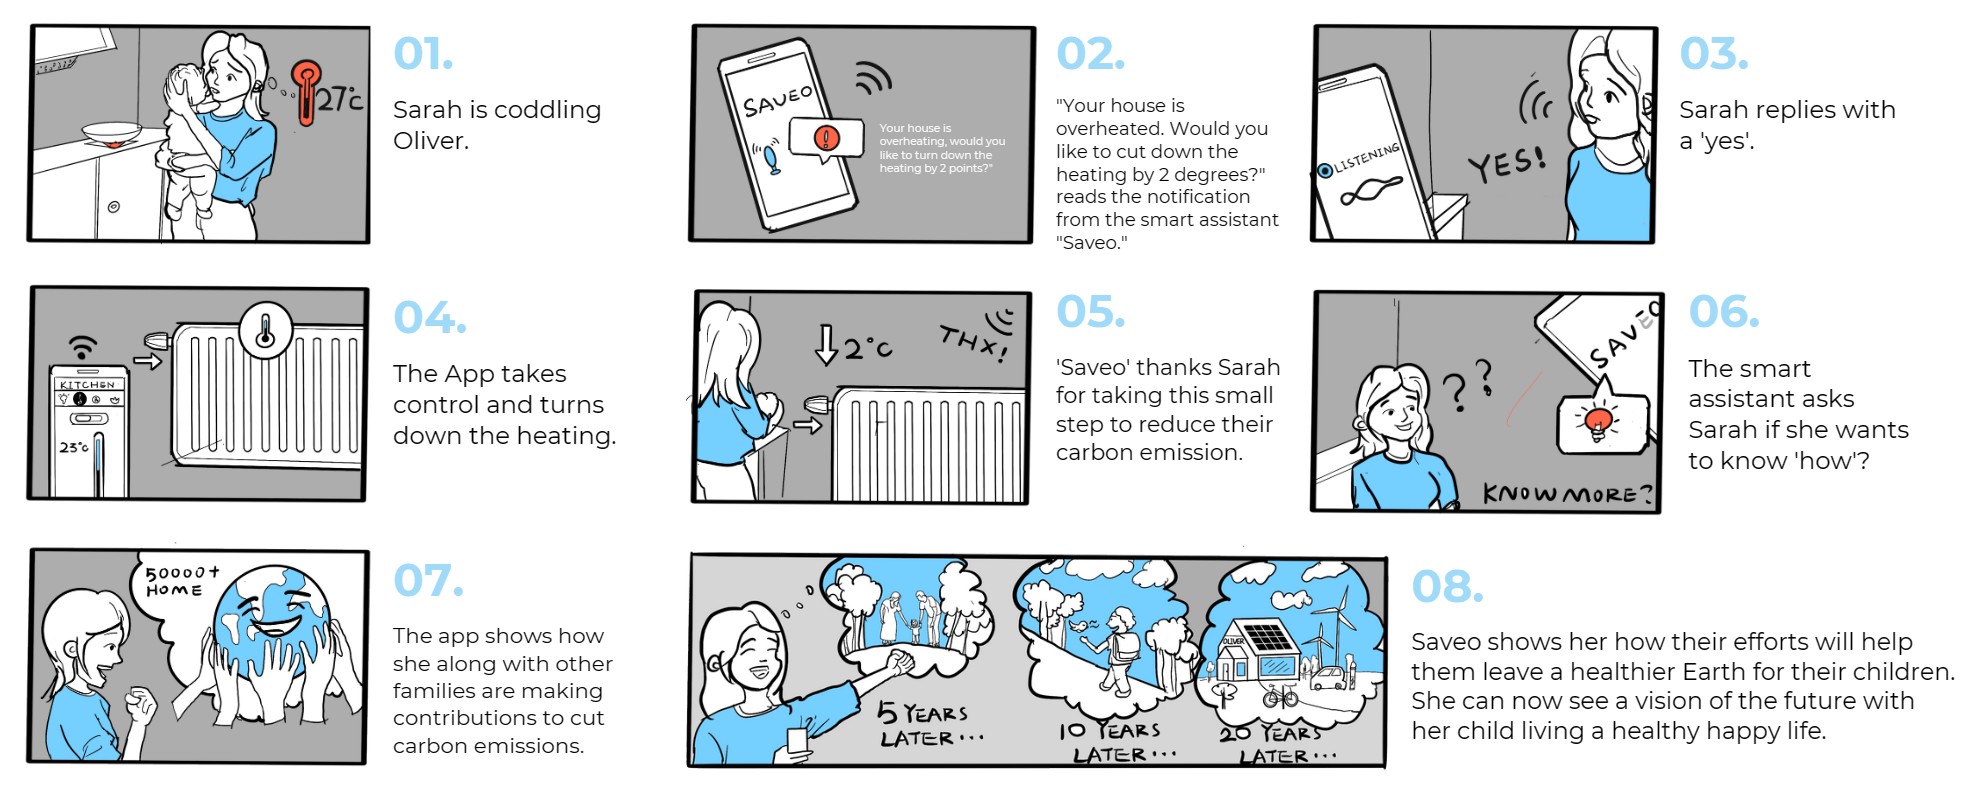 01.
Sarah is coddling
Oliver.
27°C
02.
"Your house is
overheated. Would you
like to cut down the
heating by 2 degrees?"
reads the notification
from the smart assistant
"Saveo."
SAVEO
!
Your house is
overheating, would you
like to turn down the
heating by 2 points?"
03.
Sarah replies with
a 'yes'.
LISTENING
YES!
04.
The App takes
control and turns
down the heating.
KITCHEN
23°C
05.
'Saveo' thanks Sarah
for taking this small
step to reduce their
carbon emission.
2°C
THX!
06.
The smart
assistant asks
Sarah if she wants
to know 'how'?
SAVEO
? ?
KNOW MORE?
07.
The app shows how
she along with other
families are making
contributions to cut
carbon emissions.
50000+
HOME
08.
Saveo shows her how their efforts will help
them leave a healthier Earth for their children.
She can now see a vision of the future with
her child living a healthy happy life.
5 YEARS
LATER...
10 YEARS
LATER...
OLIVER
20 YEARS
LATER...